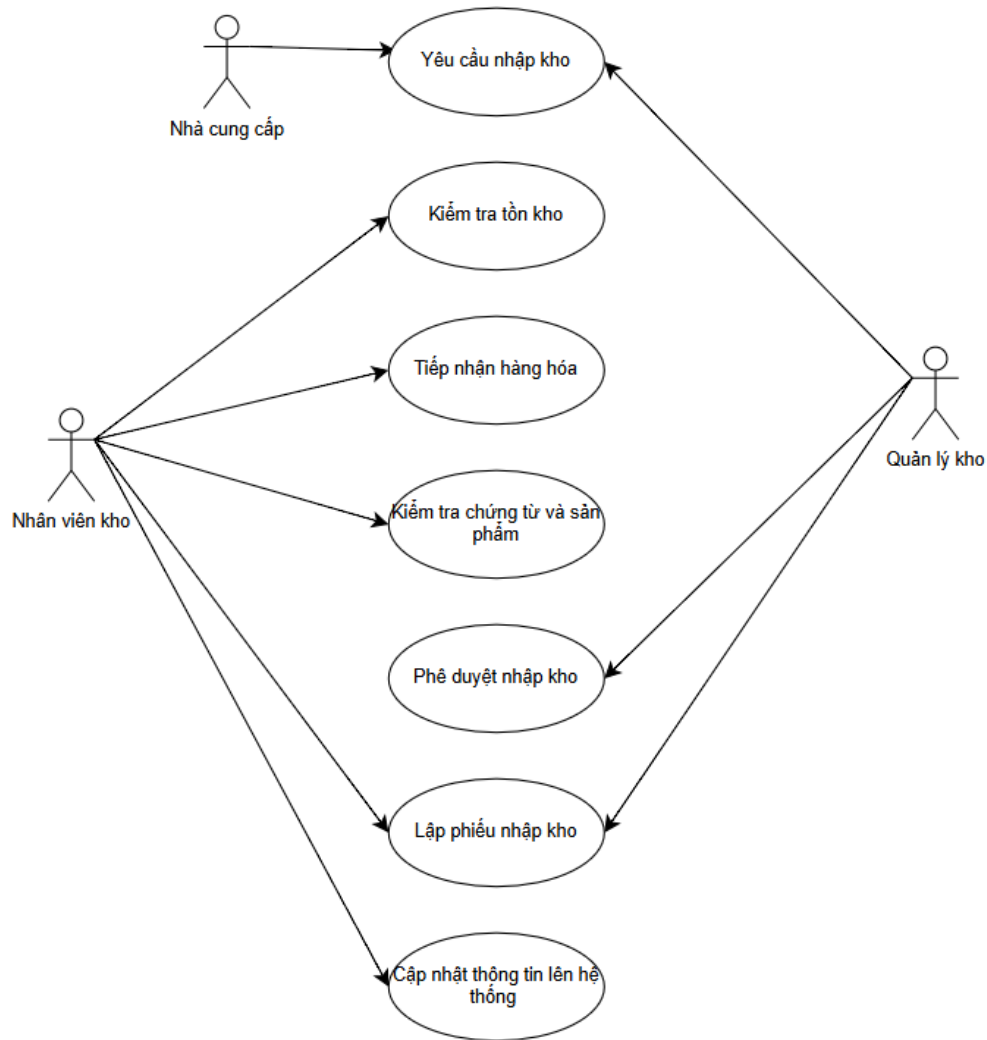 Yêu cầu nhập kho
Nhà cung cấp
Kiểm tra tồn kho
Tiếp nhận hàng hóa
Quản lý kho
Nhân viên kho
Kiểm tra chứng từ và sản
phẩm
Phê duyệt nhập kho
Lập phiếu nhập kho
Cập nhật thông tin lên hệ
thống